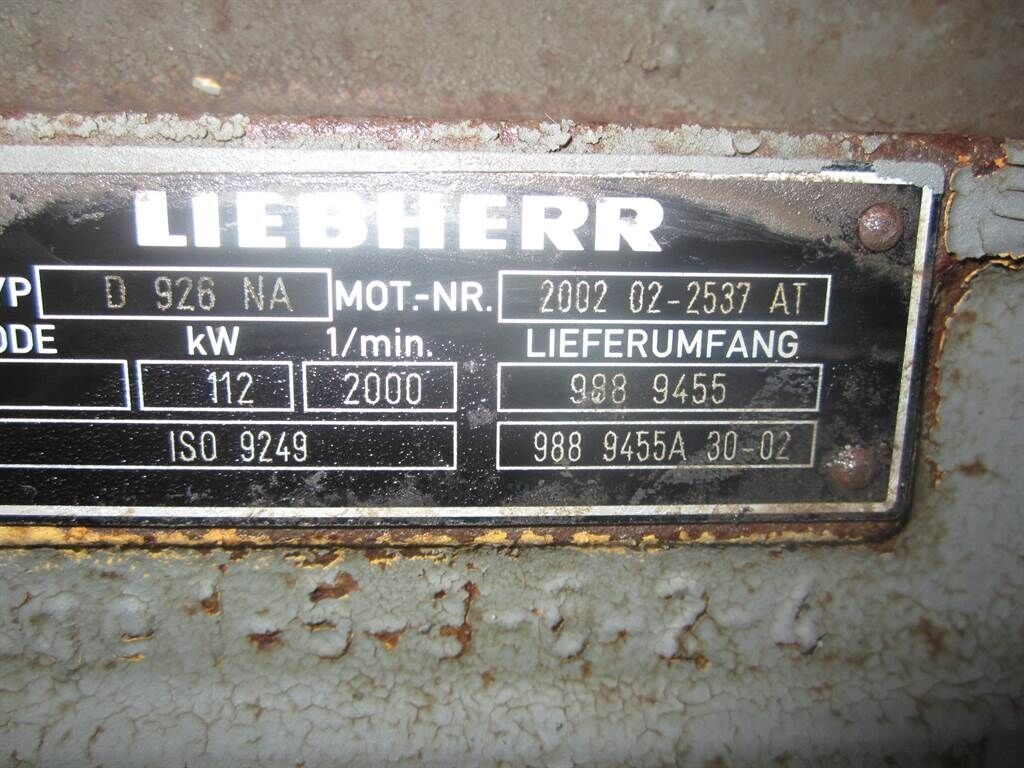 LIEBHERR
YP D 926 NA MOT.-NR. 2002 02-2537 AT
ODE kW 1/min. LIEFERUMFANG
112 2000 988 9455
ISO 9249 988 9455A 30-02